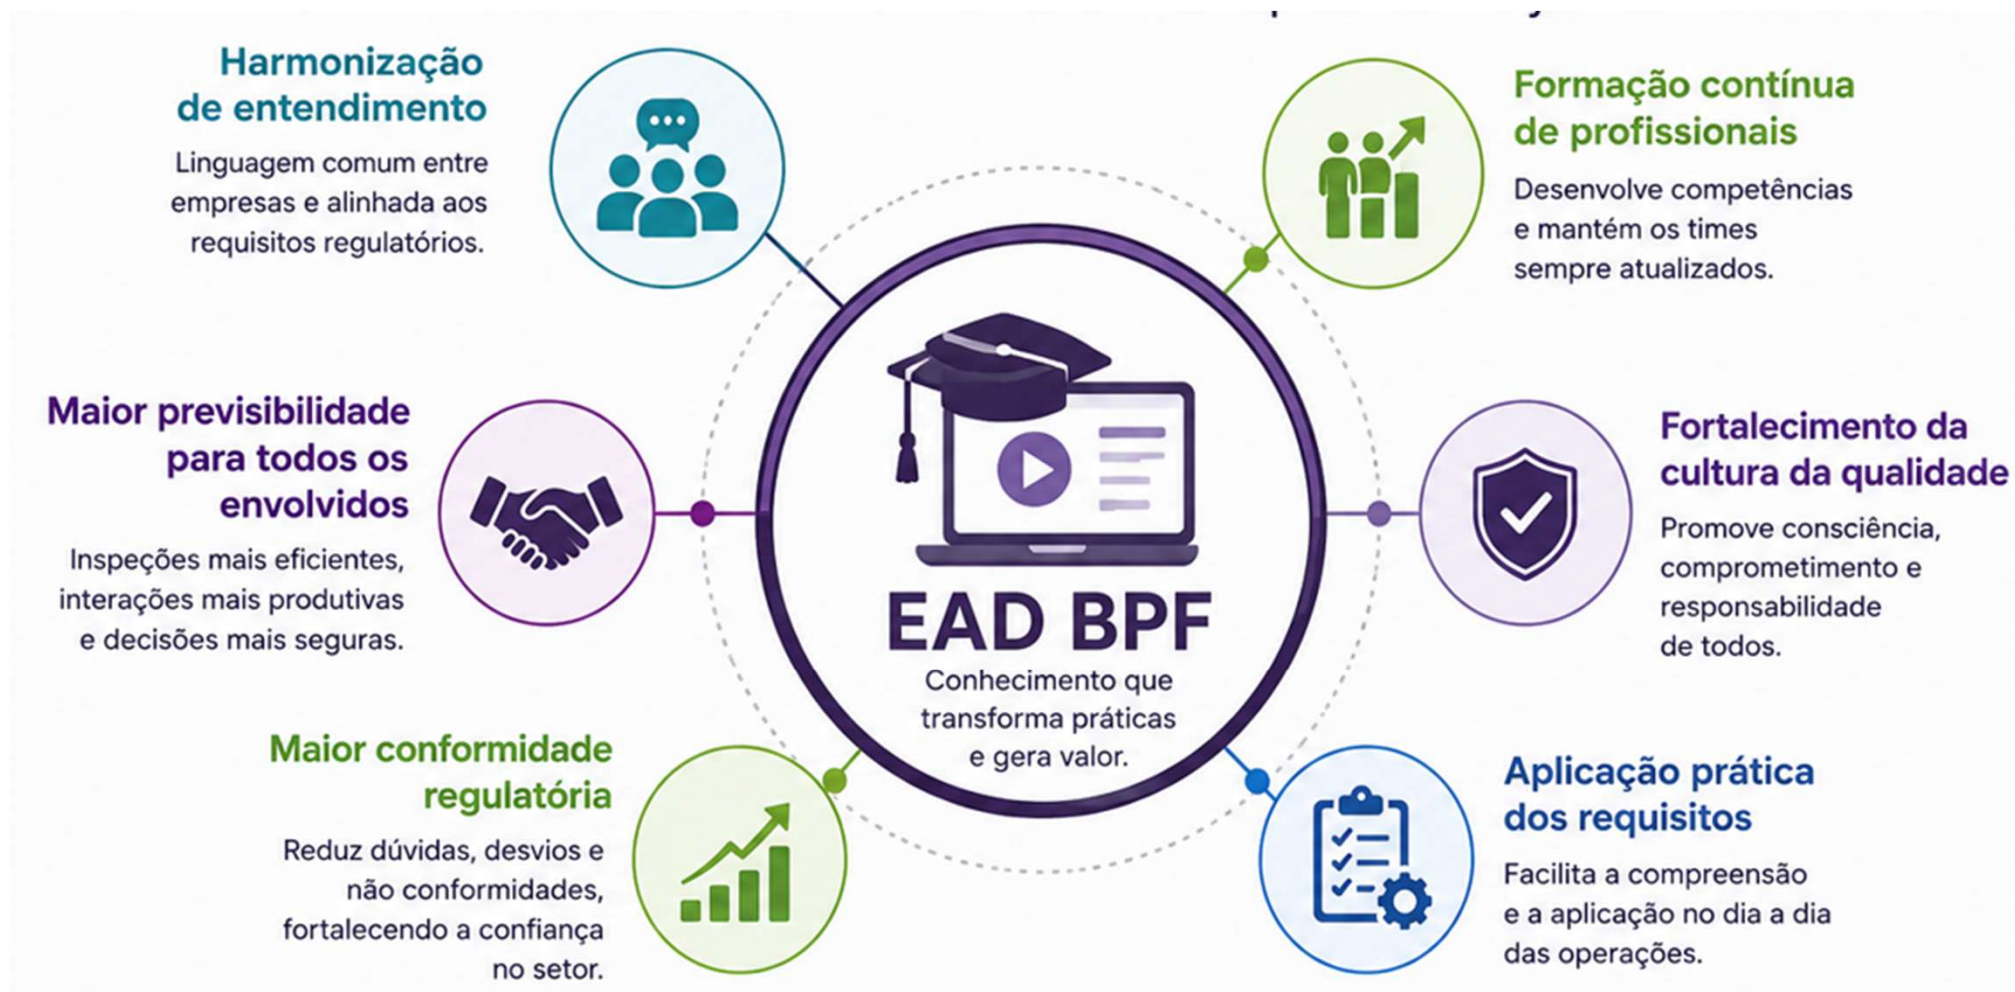 Harmonização
de entendimento
Linguagem comum entre
empresas e alinhada aos
requisitos regulatórios.
Formação contínua
de profissionais
Desenvolve competências
e mantém os times
sempre atualizados.
Maior previsibilidade
para todos os
envolvidos
Inspeções mais eficientes,
interações mais produtivas
e decisões mais seguras.
EAD BPF
Conhecimento que
transforma práticas
e gera valor.
Fortalecimento da
cultura da qualidade
Promove consciência,
comprometimento e
responsabilidade
de todos.
Maior conformidade
regulatória
Reduz dúvidas, desvios e
não conformidades,
fortalecendo a confiança
no setor.
Aplicação prática
dos requisitos
Facilita a compreensão
e a aplicação no dia a dia
das operações.